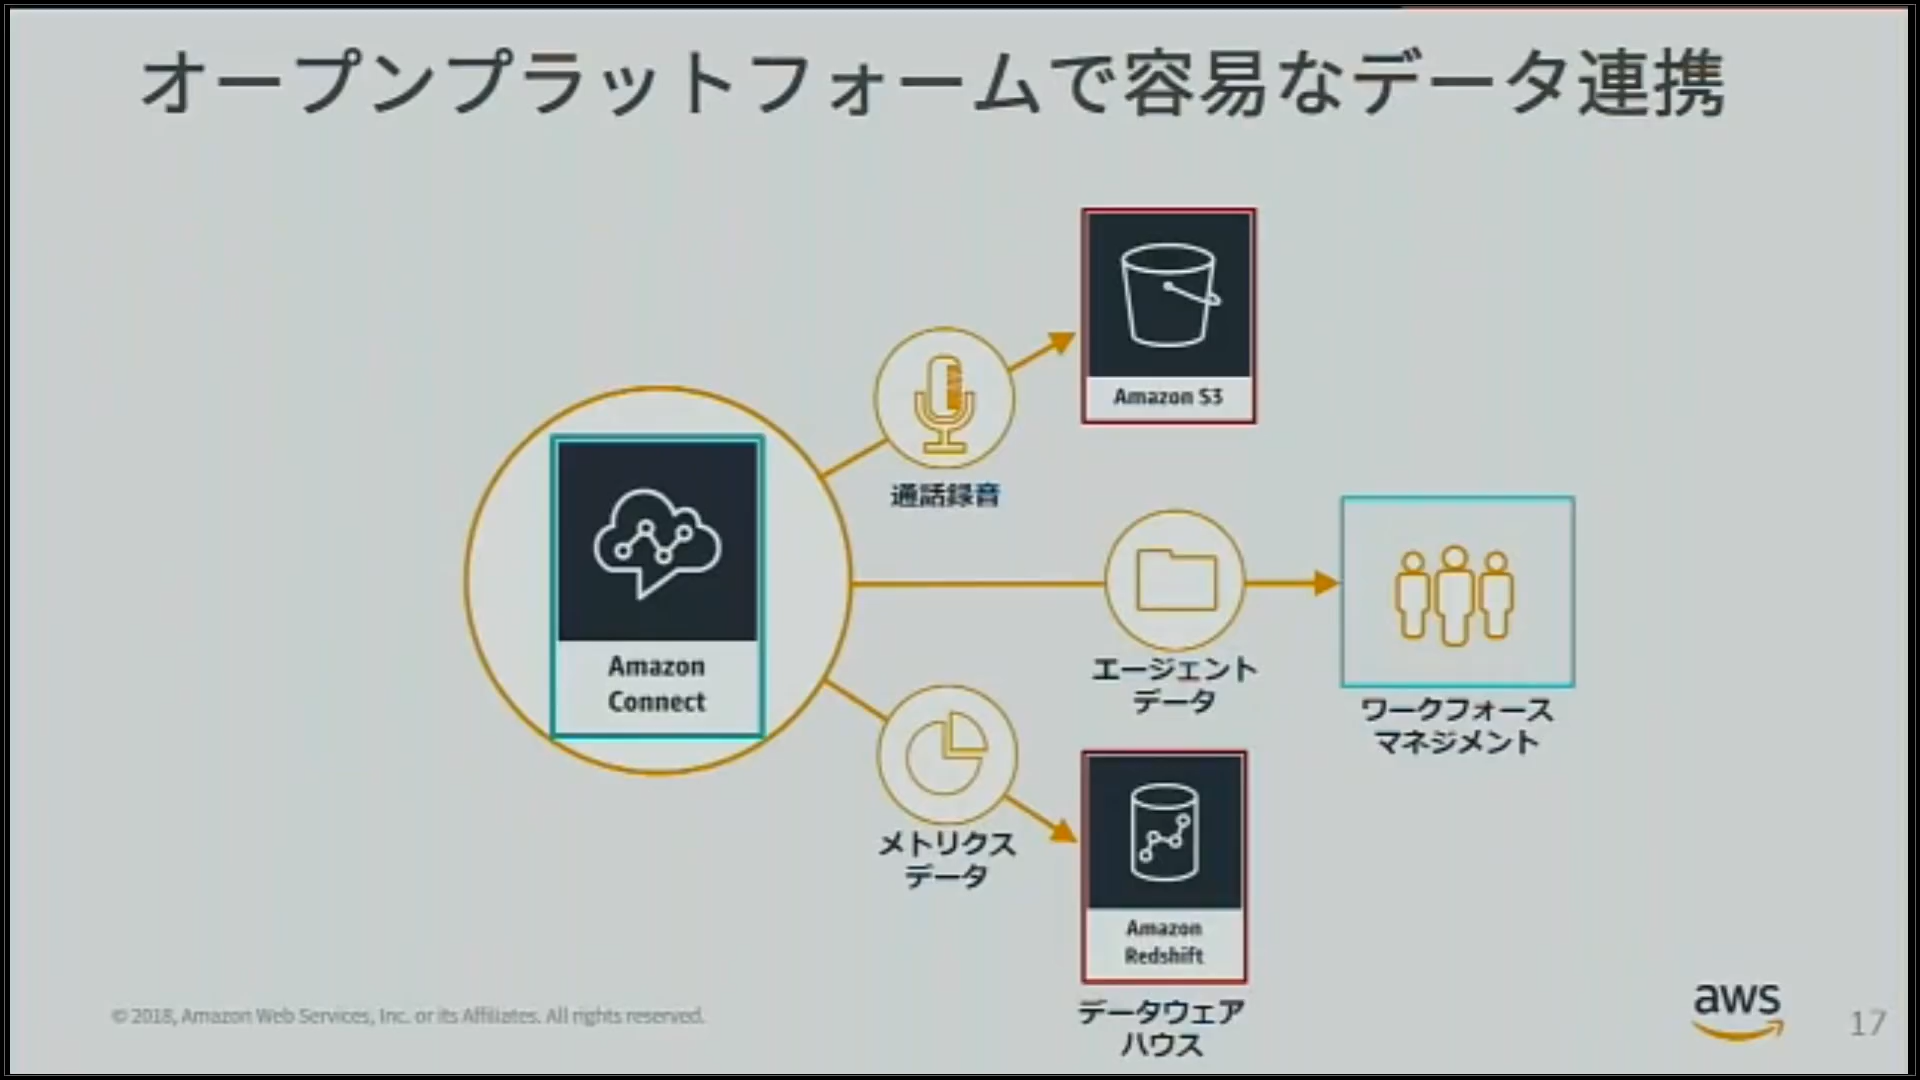 オープンプラットフォームで容易なデータ連携
Amazon S3
通話録音
Amazon
Connect
エージェント
データ
ワークフォース
マネジメント
メトリクス
データ
Amazon
Redshift
データウェア
ハウス
© 2018, Amazon Web Services, Inc. or its Affiliates. All rights reserved.
aws
17